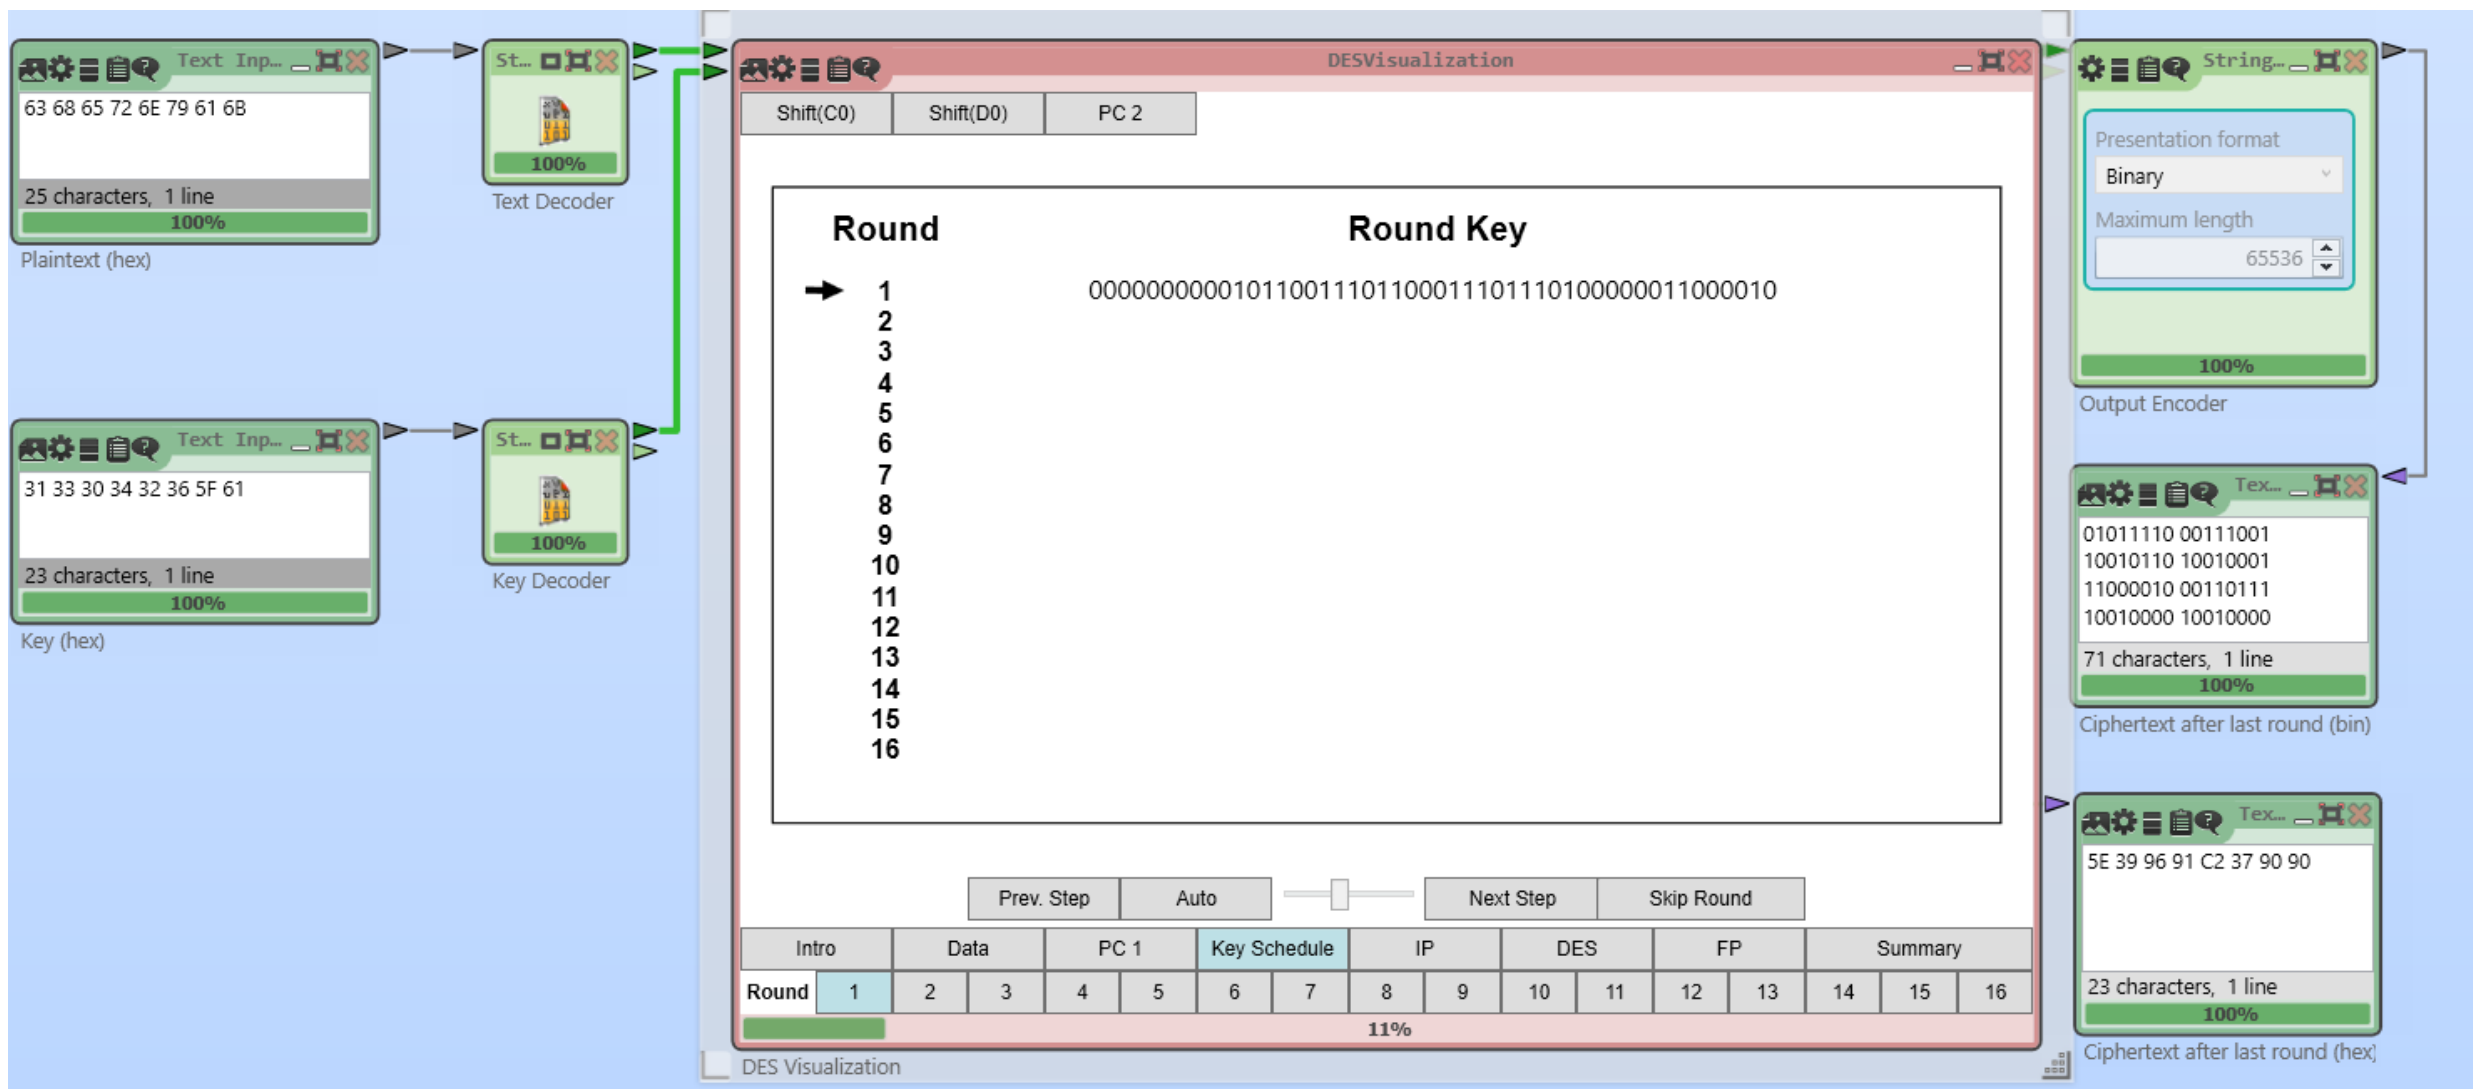 Text Inp...
63 68 65 72 6E 79 61 6B
25 characters, 1 line
100%
Plaintext (hex)
St...
100%
Text Decoder
Text Inp...
31 33 30 34 32 36 5F 61
23 characters, 1 line
100%
Key (hex)
St...
100%
Key Decoder
DESVisualization
Shift(C0) Shift(D0) PC 2
Round Round Key
1 000000000010110011101100011101110100000011000010
2
3
4
5
6
7
8
9
10
11
12
13
14
15
16
Prev. Step Auto Next Step Skip Round
Intro Data PC 1 Key Schedule IP DES FP Summary
Round 1 2 3 4 5 6 7 8 9 10 11 12 13 14 15 16
11%
DES Visualization
String...
Presentation format
Binary
Maximum length
65536
100%
Output Encoder
Tex...
01011110 00111001
10010110 10010001
11000010 00110111
10010000 10010000
71 characters, 1 line
100%
Ciphertext after last round (bin)
Tex...
5E 39 96 91 C2 37 90 90
23 characters, 1 line
100%
Ciphertext after last round (hex)